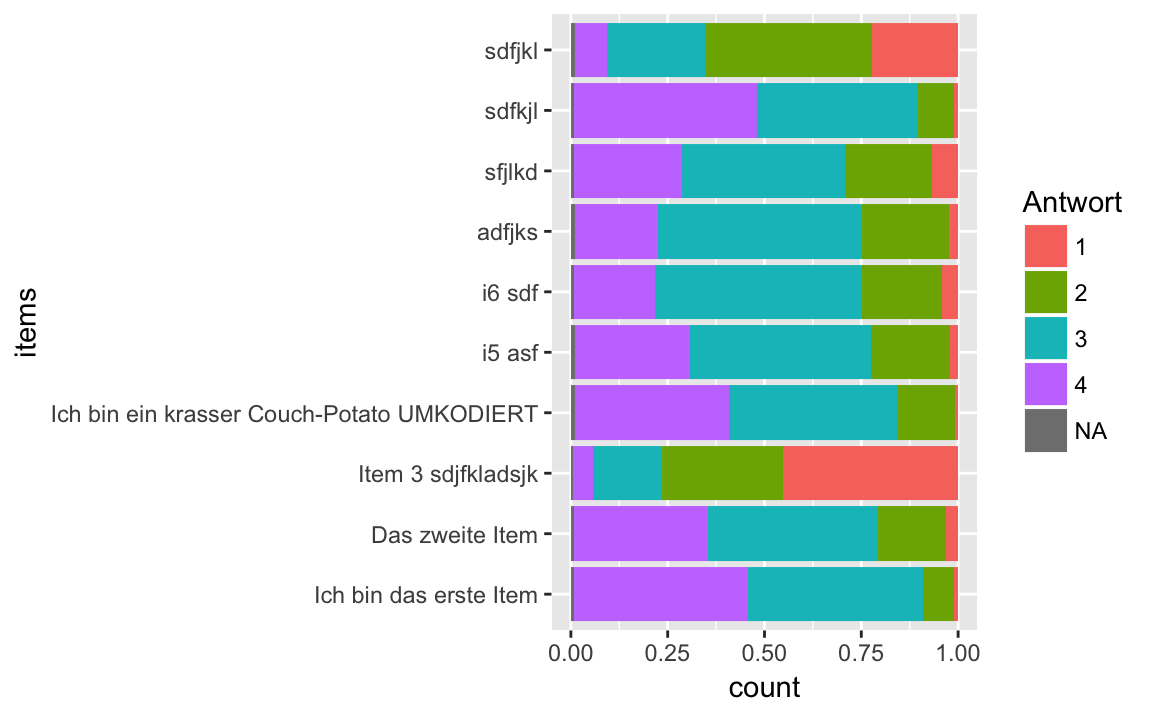 sdfjkl
sdfkjl
sfjlkd
adfjks
i6 sdf
i5 asf
Ich bin ein krasser Couch-Potato UMKODIERT
Item 3 sdjfkladsjk
Das zweite Item
Ich bin das erste Item
items
0.00 0.25 0.50 0.75 1.00
count
Antwort
1
2
3
4
NA